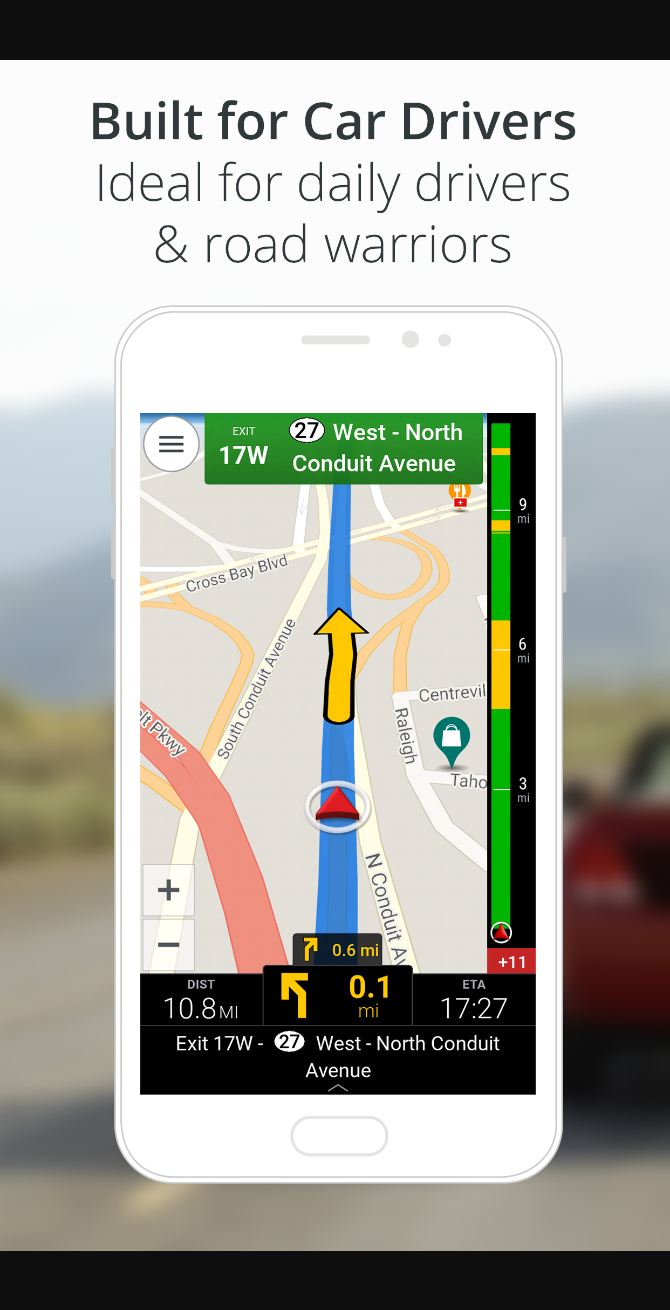 Built for Car Drivers
Ideal for daily drivers
& road warriors
EXIT
17W
27 West - North
Conduit Avenue
9
mi
Cross Bay Blvd
South Conduit Avenue
6
mi
Centrevil
Raleigh
lt Pkwy
Taho
3
mi
N Conduit Av
+
−
0.6 mi
+11
DIST
10.8 MI
0.1
mi
ETA
17:27
Exit 17W - 27 West - North Conduit
Avenue